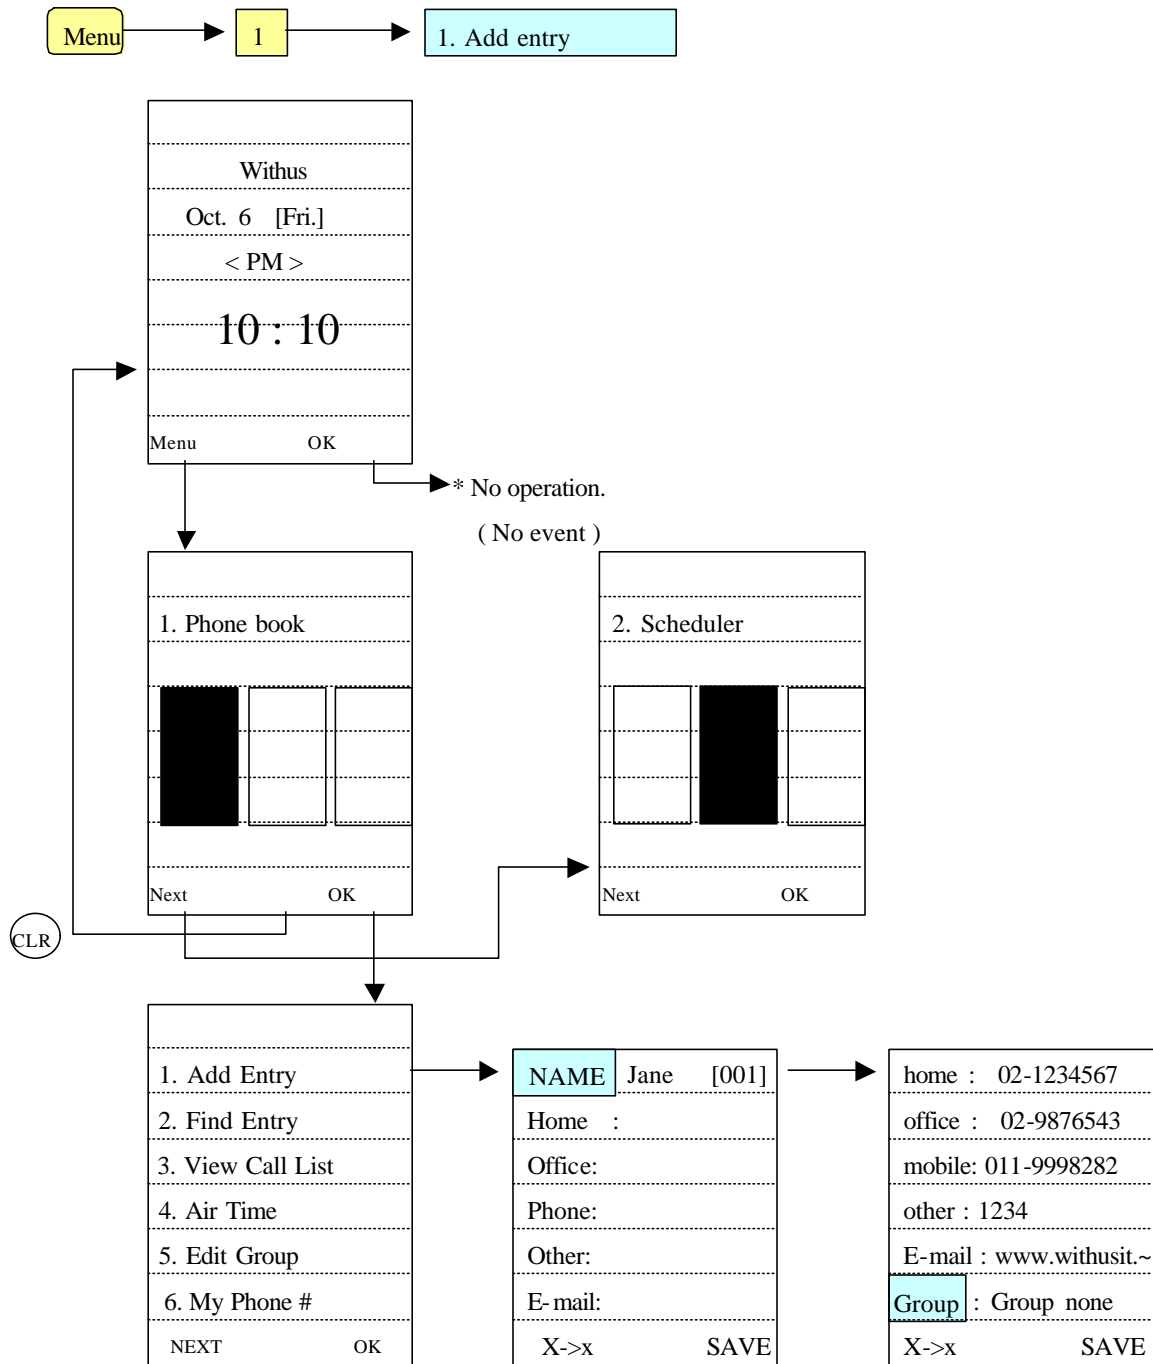 Menu
1
1. Add entry
Withus
Oct. 6 [Fri.]
< PM >
10 : 10
Menu OK
* No operation.
( No event )
1. Phone book
Next OK
2. Scheduler
Next OK
CLR
1. Add Entry
2. Find Entry
3. View Call List
4. Air Time
5. Edit Group
6. My Phone #
NEXT OK
NAME Jane [001]
Home :
Office:
Phone:
Other:
E-mail:
X->x SAVE
home : 02-1234567
office : 02-9876543
mobile: 011-9998282
other : 1234
E-mail : www.withusit.~
Group : Group none
X->x SAVE